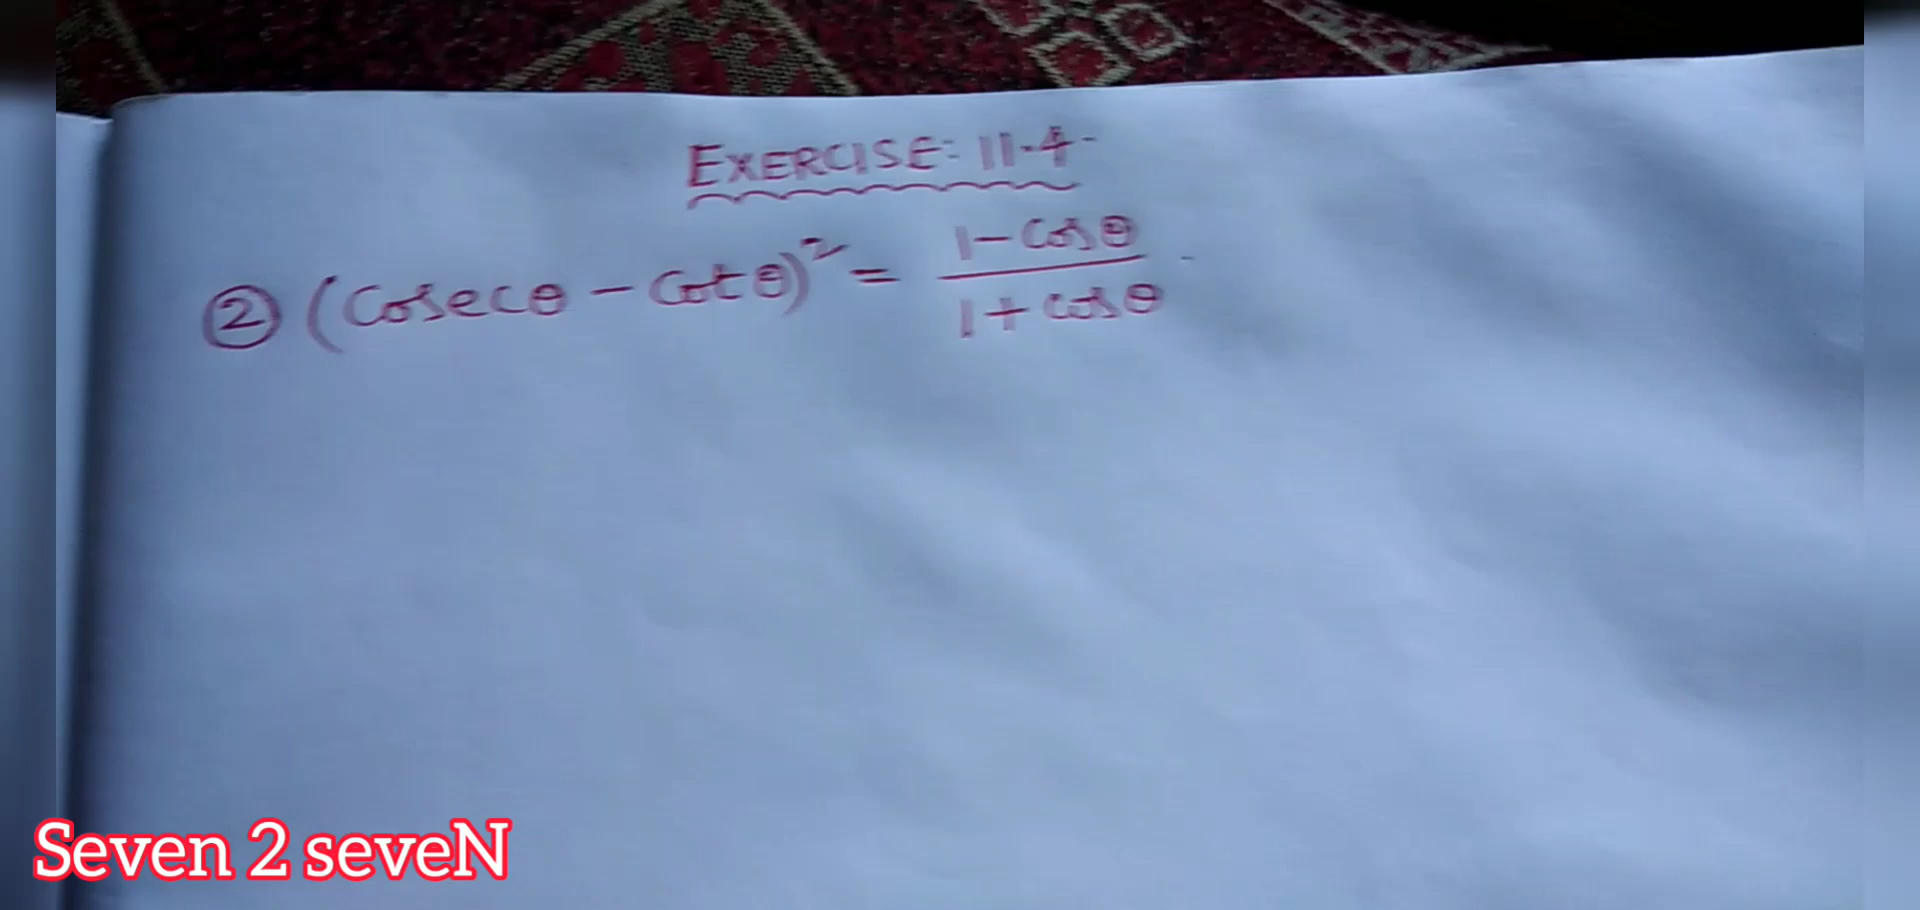 EXERCISE: 11.4.
② (Cosecθ - Cotθ)² = 1 - Cosθ / 1 + cosθ .
Seven 2 seveN